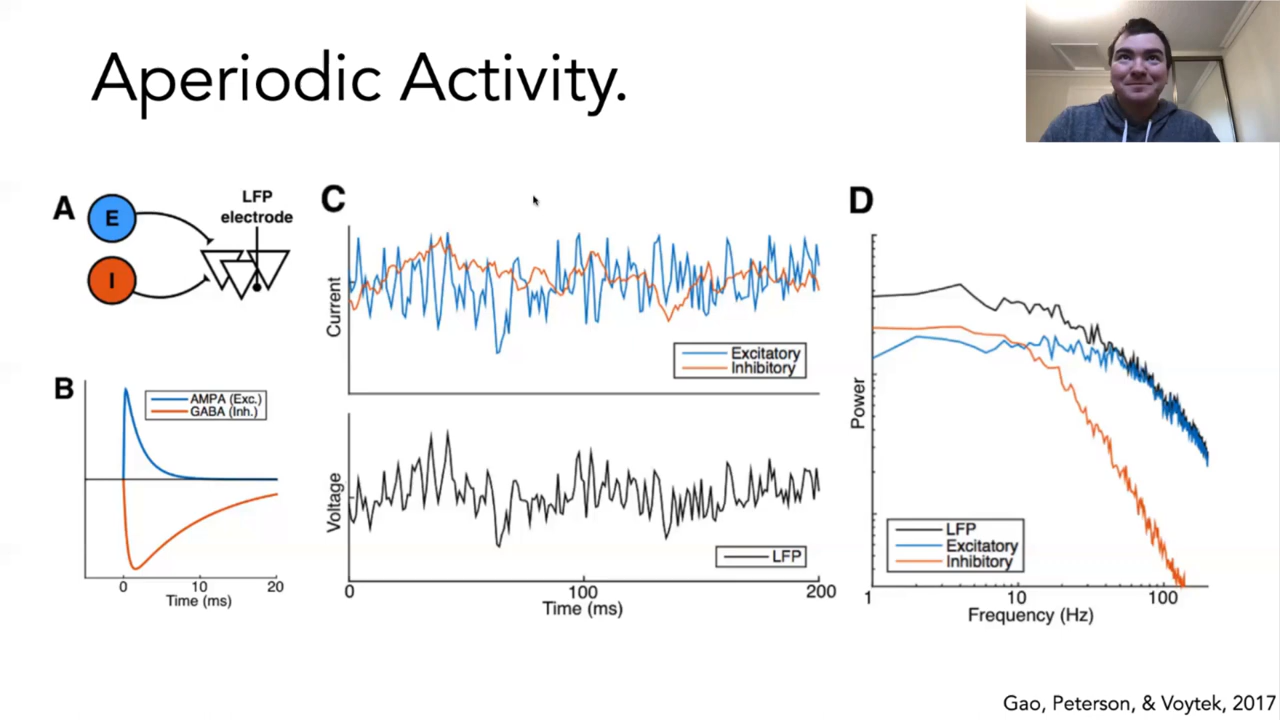 Aperiodic Activity.
A
E
I
LFP
electrode
B
AMPA (Exc.)
GABA (Inh.)
0
10
20
Time (ms)
C
Current
Excitatory
Inhibitory
Voltage
LFP
0
100
200
Time (ms)
D
Power
LFP
Excitatory
Inhibitory
1
10
100
Frequency (Hz)
Gao, Peterson, & Voytek, 2017